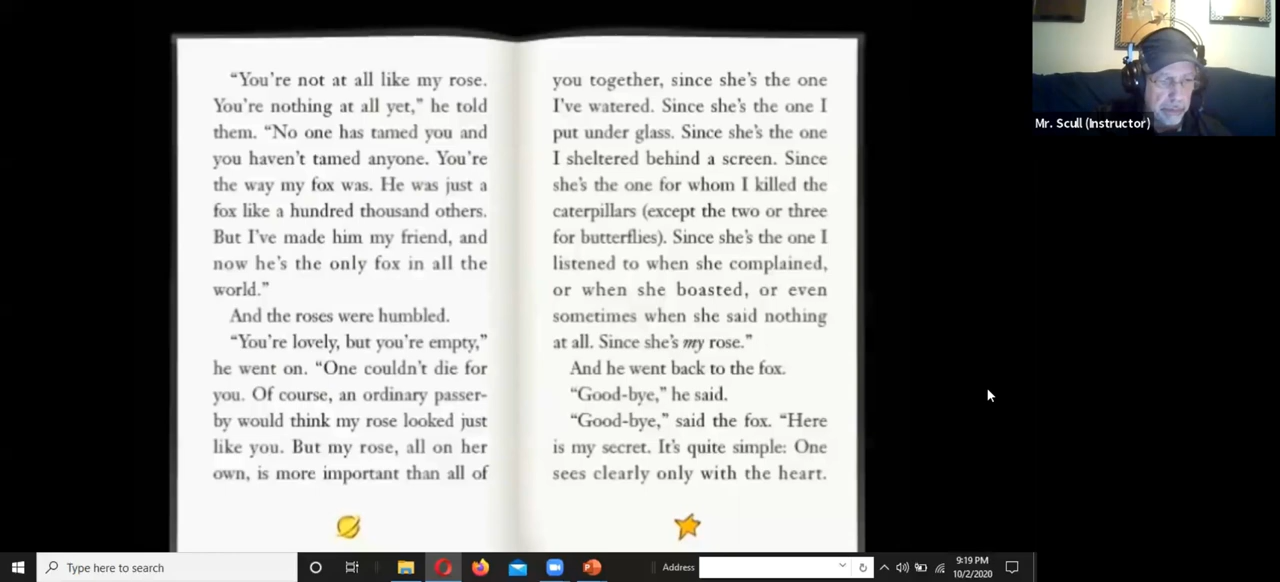 “You’re not at all like my rose.
You’re nothing at all yet,” he told
them. “No one has tamed you and
you haven’t tamed anyone. You’re
the way my fox was. He was just a
fox like a hundred thousand others.
But I’ve made him my friend, and
now he’s the only fox in all the
world.”
And the roses were humbled.
“You’re lovely, but you’re empty,”
he went on. “One couldn’t die for
you. Of course, an ordinary passer-
by would think my rose looked just
like you. But my rose, all on her
own, is more important than all of
you together, since she’s the one
I’ve watered. Since she’s the one I
put under glass. Since she’s the one
I sheltered behind a screen. Since
she’s the one for whom I killed the
caterpillars (except the two or three
for butterflies). Since she’s the one I
listened to when she complained,
or when she boasted, or even
sometimes when she said nothing
at all. Since she’s my rose.”
And he went back to the fox.
“Good-bye,” he said.
“Good-bye,” said the fox. “Here
is my secret. It’s quite simple: One
sees clearly only with the heart.
Mr. Scull (Instructor)
Type here to search
Address
9:19 PM
10/2/2020